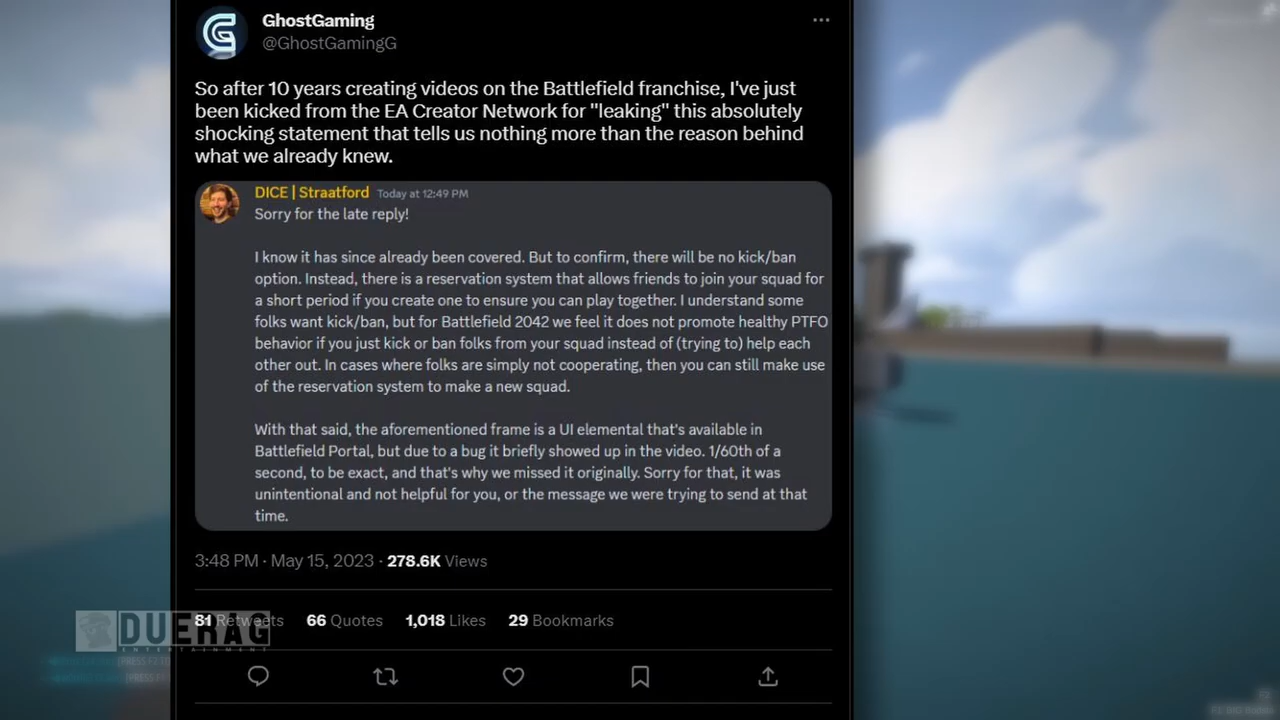 GhostGaming
@GhostGamingG
So after 10 years creating videos on the Battlefield franchise, I've just
been kicked from the EA Creator Network for "leaking" this absolutely
shocking statement that tells us nothing more than the reason behind
what we already knew.
DICE | Straatford Today at 12:49 PM
Sorry for the late reply!
I know it has since already been covered. But to confirm, there will be no kick/ban
option. Instead, there is a reservation system that allows friends to join your squad for
a short period if you create one to ensure you can play together. I understand some
folks want kick/ban, but for Battlefield 2042 we feel it does not promote healthy PTFO
behavior if you just kick or ban folks from your squad instead of (trying to) help each
other out. In cases where folks are simply not cooperating, then you can still make use
of the reservation system to make a new squad.
With that said, the aforementioned frame is a UI elemental that's available in
Battlefield Portal, but due to a bug it briefly showed up in the video. 1/60th of a
second, to be exact, and that's why we missed it originally. Sorry for that, it was
unintentional and not helpful for you, or the message we were trying to send at that
time.
3:48 PM · May 15, 2023 · 278.6K Views
81 Retweets 66 Quotes 1,018 Likes 29 Bookmarks
DUERAG
ENTERTAINMENT